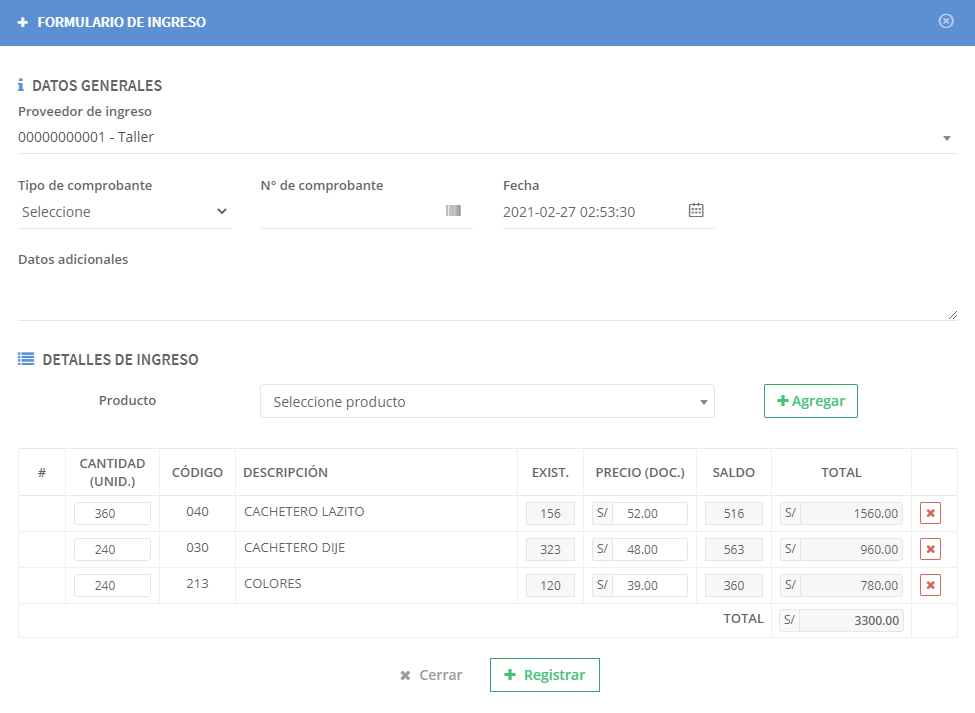 FORMULARIO DE INGRESO
DATOS GENERALES
Proveedor de ingreso
00000000001 - Taller
Tipo de comprobante N° de comprobante Fecha
Seleccione 2021-02-27 02:53:30
Datos adicionales
DETALLES DE INGRESO
Producto Seleccione producto Agregar
# CANTIDAD (UNID.) CÓDIGO DESCRIPCIÓN EXIST. PRECIO (DOC.) SALDO TOTAL
360 040 CACHETERO LAZITO 156 S/ 52.00 516 S/ 1560.00
240 030 CACHETERO DIJE 323 S/ 48.00 563 S/ 960.00
240 213 COLORES 120 S/ 39.00 360 S/ 780.00
TOTAL S/ 3300.00
Cerrar Registrar